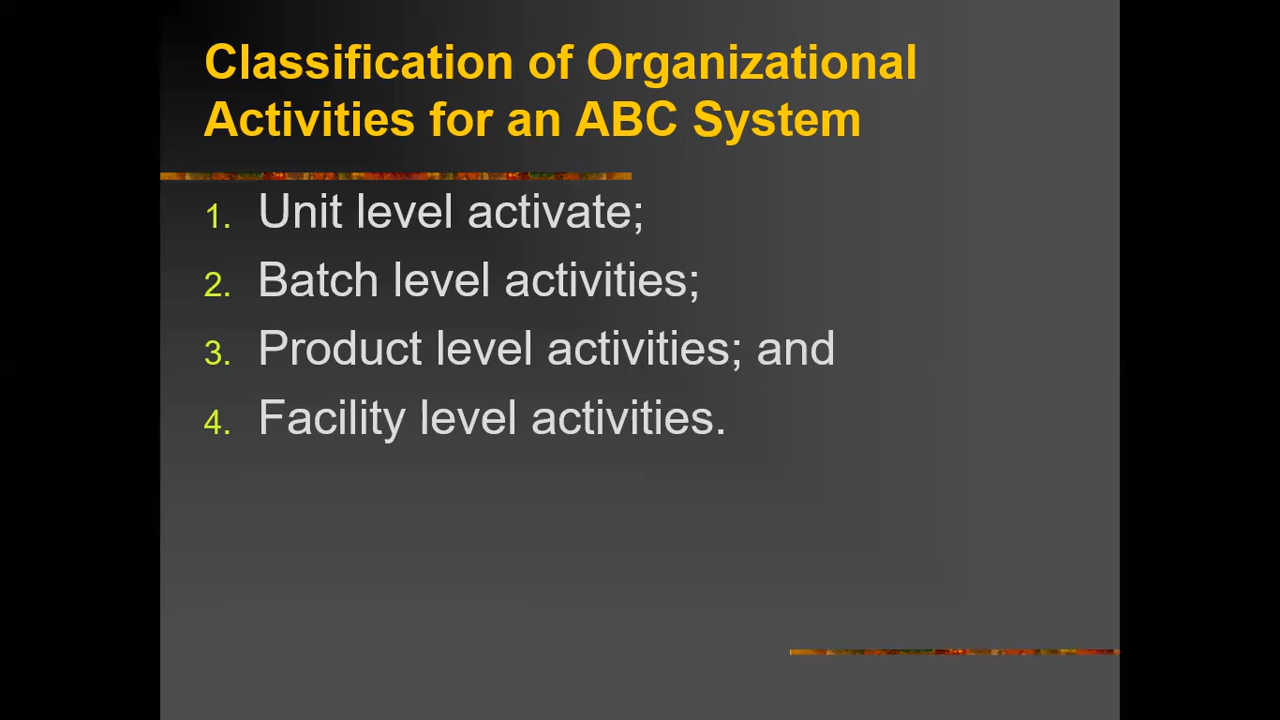 Classification of Organizational
Activities for an ABC System
1. Unit level activate;
2. Batch level activities;
3. Product level activities; and
4. Facility level activities.